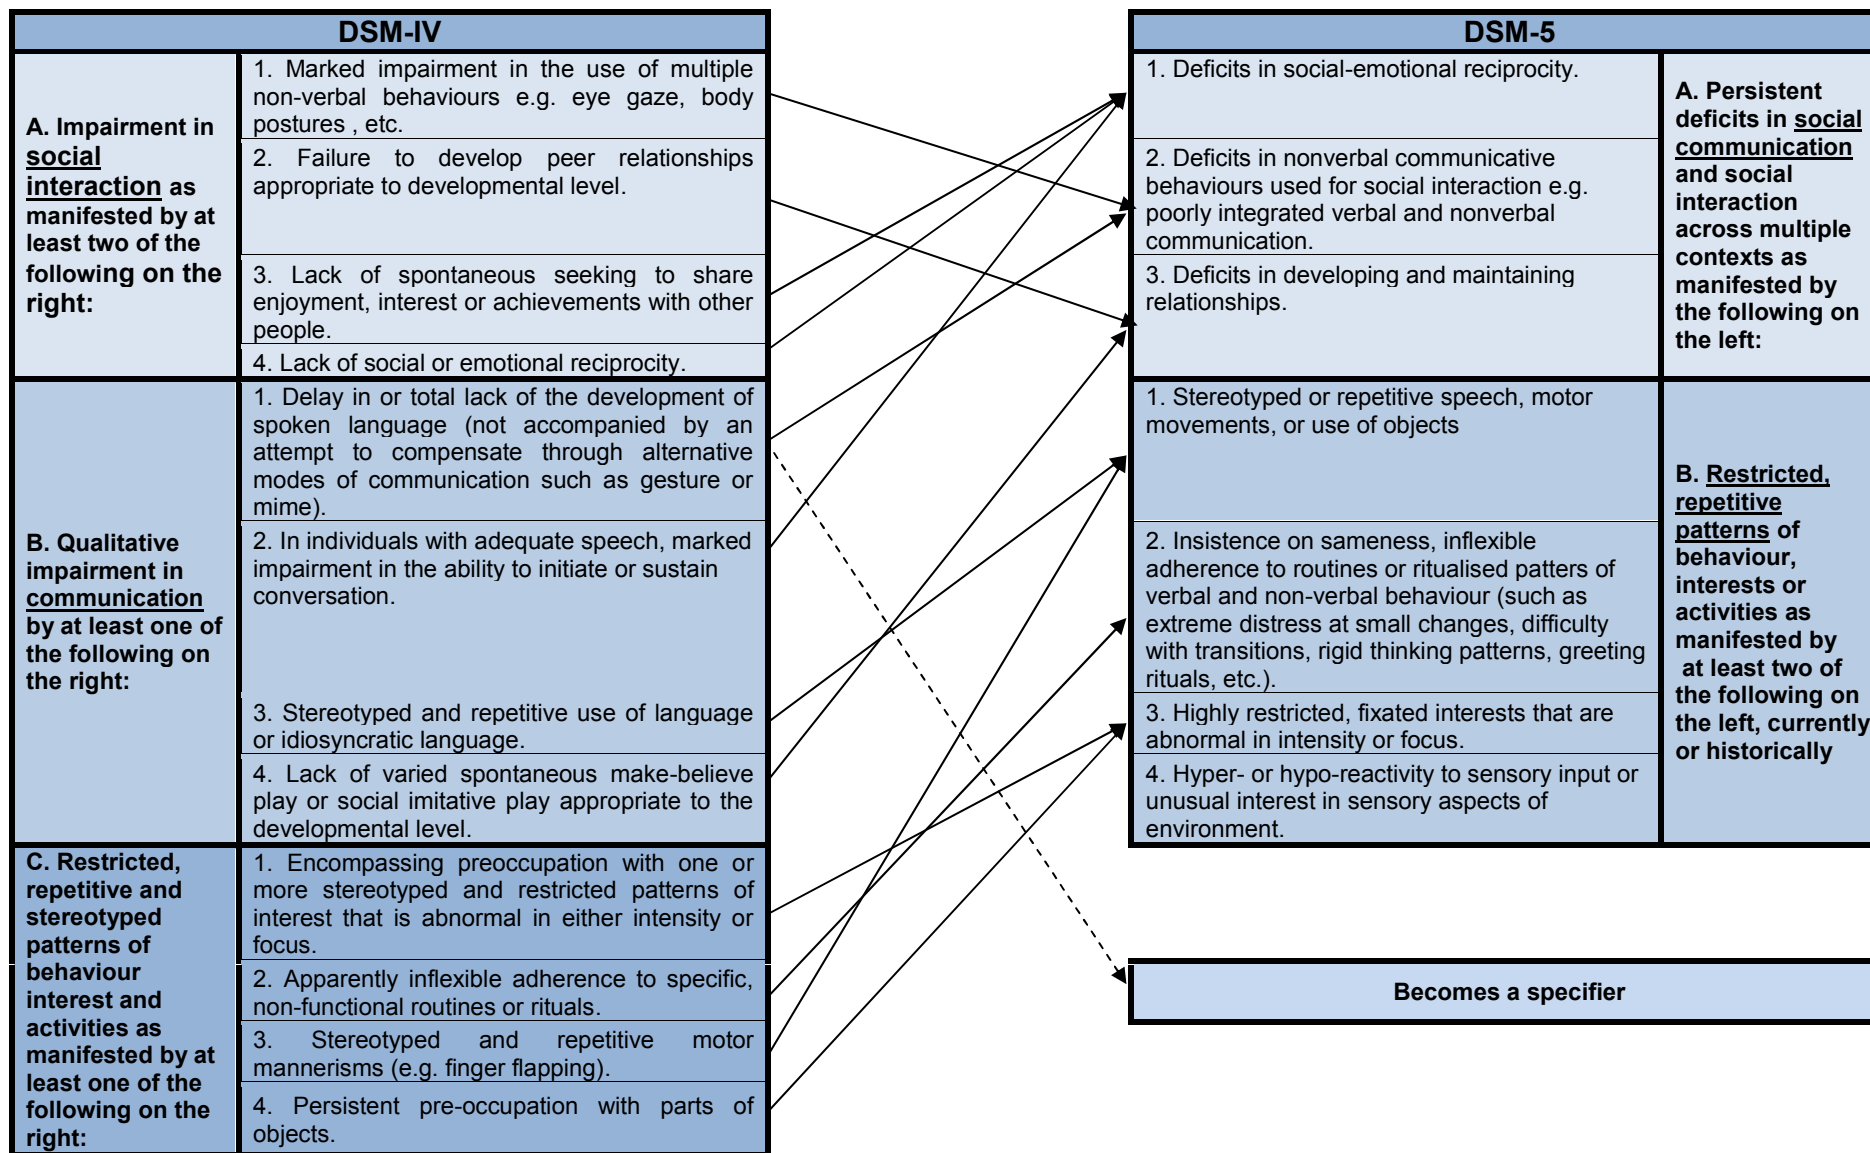 DSM-IV
A. Impairment in
social
interaction as
manifested by at
least two of the
following on the
right:
1. Marked impairment in the use of multiple
non-verbal behaviours e.g. eye gaze, body
postures , etc.
2. Failure to develop peer relationships
appropriate to developmental level.
3. Lack of spontaneous seeking to share
enjoyment, interest or achievements with other
people.
4. Lack of social or emotional reciprocity.
B. Qualitative
impairment in
communication
by at least one of
the following on
the right:
1. Delay in or total lack of the development of
spoken language (not accompanied by an
attempt to compensate through alternative
modes of communication such as gesture or
mime).
2. In individuals with adequate speech, marked
impairment in the ability to initiate or sustain
conversation.
3. Stereotyped and repetitive use of language
or idiosyncratic language.
4. Lack of varied spontaneous make-believe
play or social imitative play appropriate to the
developmental level.
C. Restricted,
repetitive and
stereotyped
patterns of
behaviour
interest and
activities as
manifested by at
least one of the
following on the
right:
1. Encompassing preoccupation with one or
more stereotyped and restricted patterns of
interest that is abnormal in either intensity or
focus.
2. Apparently inflexible adherence to specific,
non-functional routines or rituals.
3. Stereotyped and repetitive motor
mannerisms (e.g. finger flapping).
4. Persistent pre-occupation with parts of
objects.
DSM-5
1. Deficits in social-emotional reciprocity.
2. Deficits in nonverbal communicative
behaviours used for social interaction e.g.
poorly integrated verbal and nonverbal
communication.
3. Deficits in developing and maintaining
relationships.
A. Persistent
deficits in social
communication
and social
interaction
across multiple
contexts as
manifested by
the following on
the left:
1. Stereotyped or repetitive speech, motor
movements, or use of objects
2. Insistence on sameness, inflexible
adherence to routines or ritualised patters of
verbal and non-verbal behaviour (such as
extreme distress at small changes, difficulty
with transitions, rigid thinking patterns, greeting
rituals, etc.).
3. Highly restricted, fixated interests that are
abnormal in intensity or focus.
4. Hyper- or hypo-reactivity to sensory input or
unusual interest in sensory aspects of
environment.
B. Restricted,
repetitive
patterns of
behaviour,
interests or
activities as
manifested by
at least two of
the following on
the left, currently
or historically
Becomes a specifier